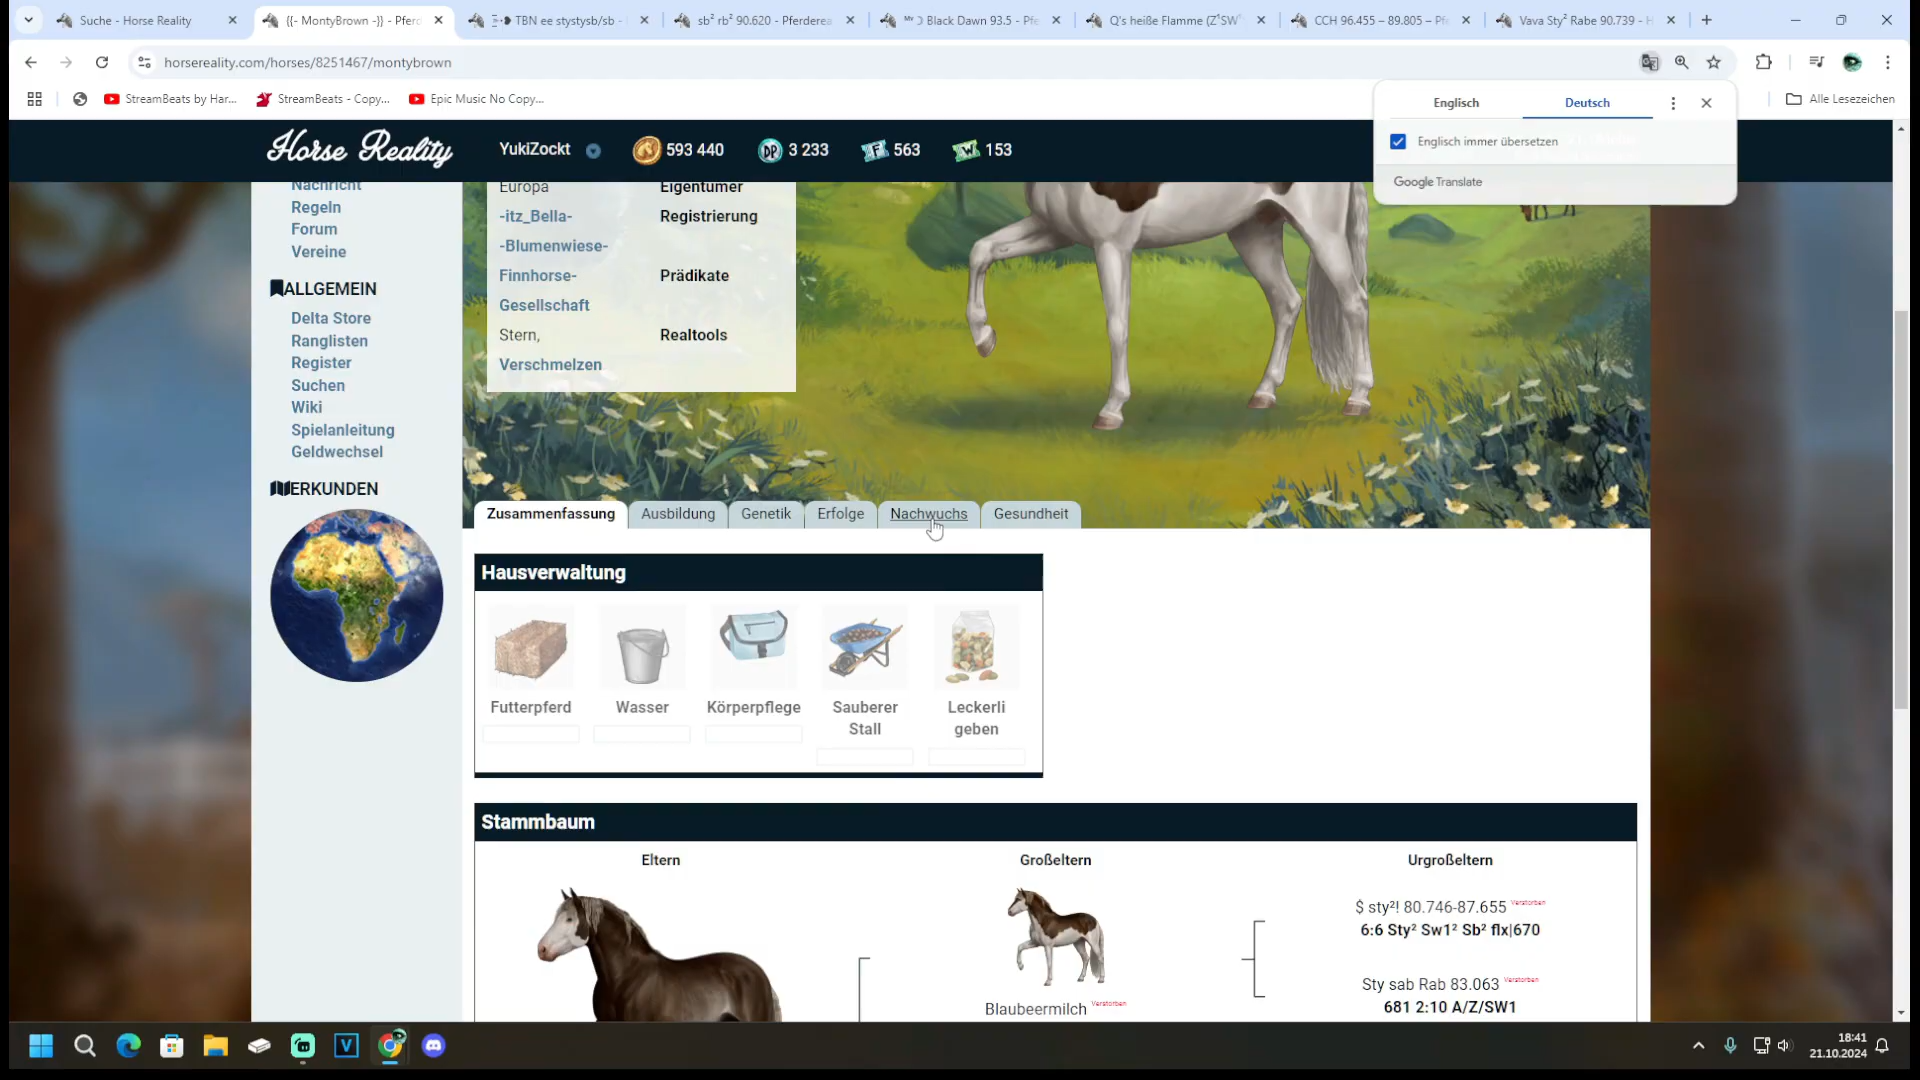 Suche - Horse Reality
{{- MontyBrown -}} - Pferd
TBN ee stystysb/sb -
sb² rb² 90.620 - Pferderea
Black Dawn 93.5 - Pfe
Q's heiße Flamme (Z¹SW¹
CCH 96.455 – 89.805 – Pf
Vava Sty² Rabe 90.739 - H
horsereality.com/horses/8251467/montybrown
StreamBeats by Har...
StreamBeats - Copy...
Epic Music No Copy...
Alle Lesezeichen
Englisch
Deutsch
Englisch immer übersetzen
Google Translate
Horse Reality
YukiZockt
593 440
DP
3 233
F
563
W
153
Nachricht
Regeln
Forum
Vereine
ALLGEMEIN
Delta Store
Ranglisten
Register
Suchen
Wiki
Spielanleitung
Geldwechsel
ERKUNDEN
Europa
Eigentümer
-itz_Bella-
Registrierung
-Blumenwiese-
Finnhorse-
Prädikate
Gesellschaft
Stern,
Realtools
Verschmelzen
Zusammenfassung
Ausbildung
Genetik
Erfolge
Nachwuchs
Gesundheit
Hausverwaltung
Futterpferd
Wasser
Körperpflege
Sauberer
Stall
Leckerli
geben
Stammbaum
Eltern
Großeltern
Urgroßeltern
$ sty²! 80.746-87.655 Verstorben
6:6 Sty² Sw1² Sb² flx|670
Sty sab Rab 83.063 Verstorben
681 2:10 A/Z/SW1
Blaubeermilch Verstorben
V
18:41
21.10.2024